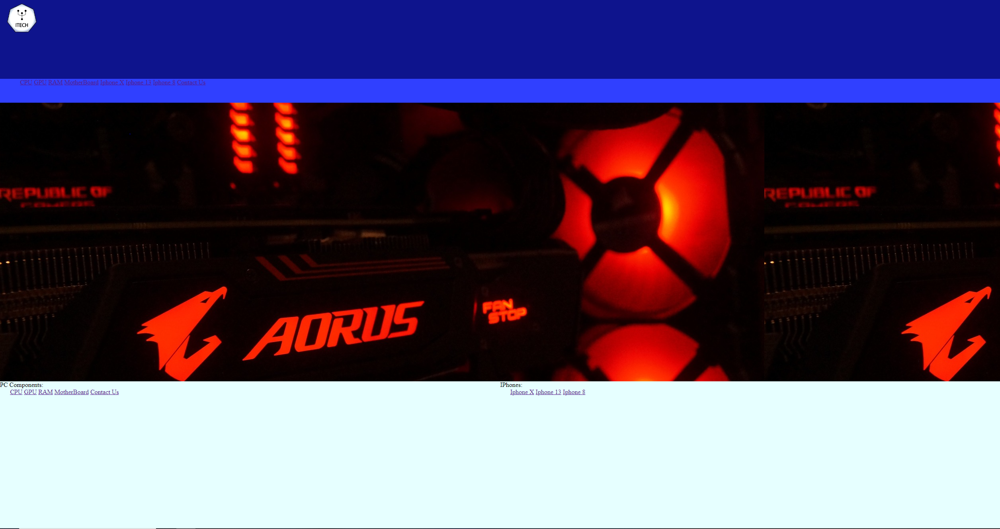 ITECH
CPU GPU RAM MotherBoard Iphone X Iphone 13 Iphone 8 Contact Us
REPUBLIC OF
REPUBLIC OF
AORUS
FAN
STOP
PC Components:
CPU GPU RAM MotherBoard Contact Us
IPhones:
Iphone X Iphone 13 Iphone 8